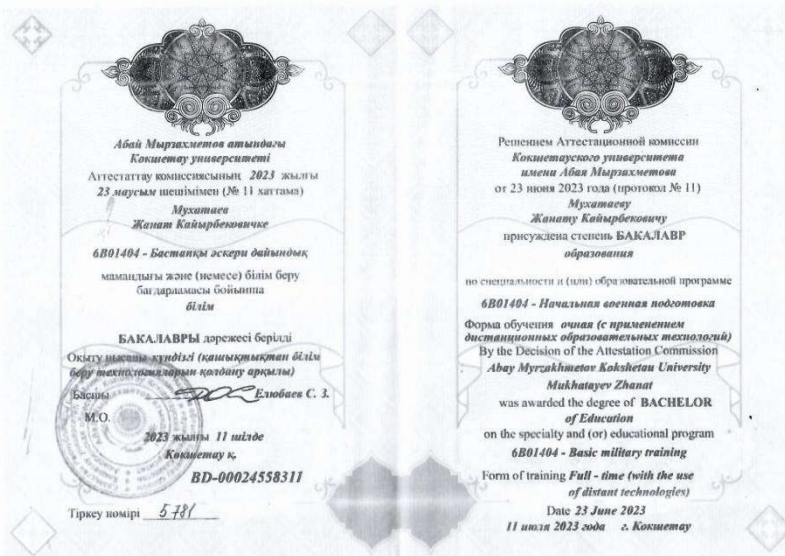 Абай Мырзахметов атындағы
Көкшетау университеті
Аттестаттау комиссиясының 2023 жылғы
23 маусым шешімімен (№ 11 хаттама)
Мухатаев
Жанат Кайырбековичке
6В01404 - Бастапқы әскери дайындық
мамандығы және (немесе) білім беру
бағдарламасы бойынша
білім
БАКАЛАВРЫ дәрежесі берілді
Оқыту нысаны күндізгі (қашықтықтан білім
беру технологияларын қолдану арқылы)
Басшы Елюбаев С. З.
М.О.
2023 жылғы 11 шілде
Көкшетау қ.
BD-00024558311
Тіркеу нөмірі 5781
Решением Аттестационной комиссии
Кокшетауского университета
имени Абая Мырзахметова
от 23 июня 2023 года (протокол № 11)
Мухатаеву
Жанату Кайырбековичу
присуждена степень БАКАЛАВР
образования
по специальности и (или) образовательной программе
6В01404 - Начальная военная подготовка
Форма обучения очная (с применением
дистанционных образовательных технологий)
By the Decision of the Attestation Commission
Abay Myrzakhmetov Kokshetau University
Mukhatayev Zhanat
was awarded the degree of BACHELOR
of Education
on the specialty and (or) educational program
6B01404 - Basic military training
Form of training Full - time (with the use
of distant technologies)
Date 23 June 2023
11 июля 2023 года г. Кокшетау